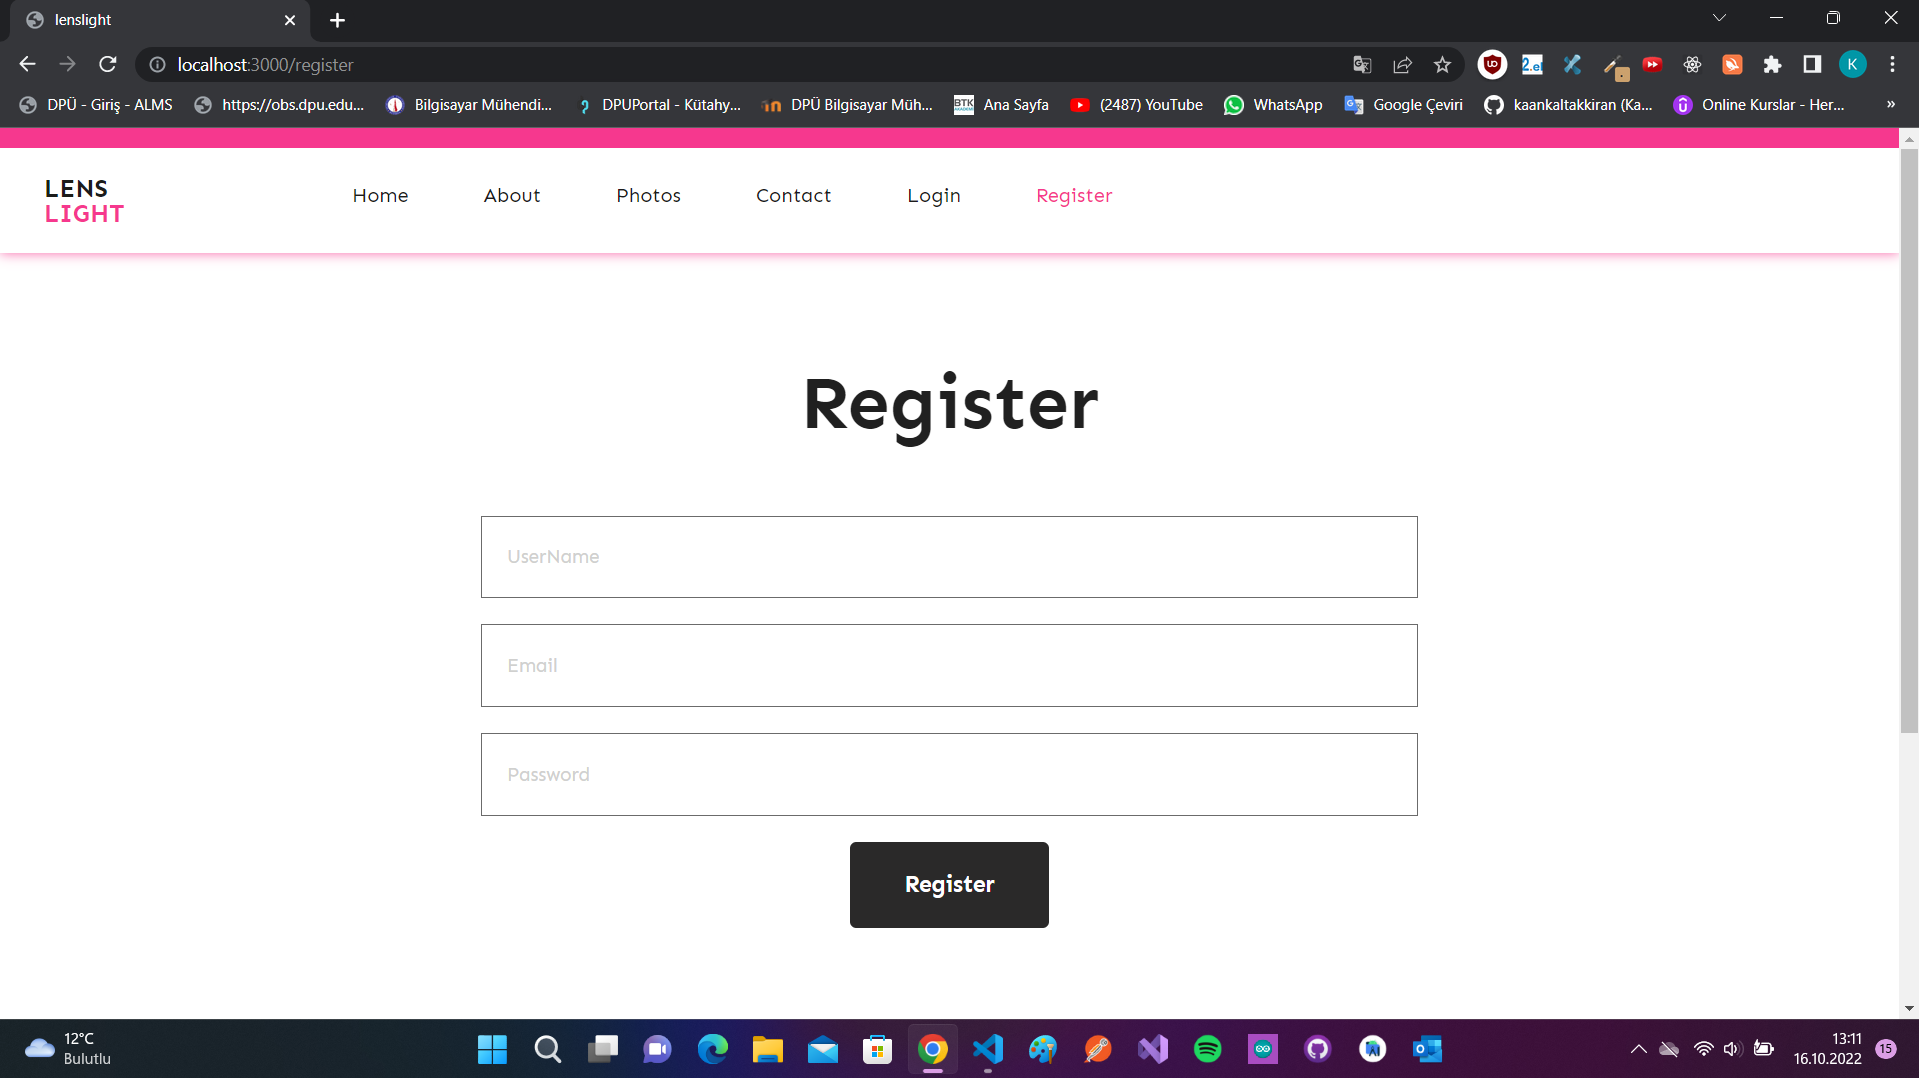 lenslight
localhost:3000/register
DPÜ - Giriş - ALMS
https://obs.dpu.edu...
Bilgisayar Mühendi...
DPUPortal - Kütahy...
DPÜ Bilgisayar Müh...
BTK
Ana Sayfa
(2487) YouTube
WhatsApp
Google Çeviri
kaankaltakkiran (Ka...
Online Kurslar - Her...
»
K
LENS
LIGHT
Home
About
Photos
Contact
Login
Register
Register
UserName
Email
Password
Register
12°C
Bulutlu
13:11
16.10.2022
15